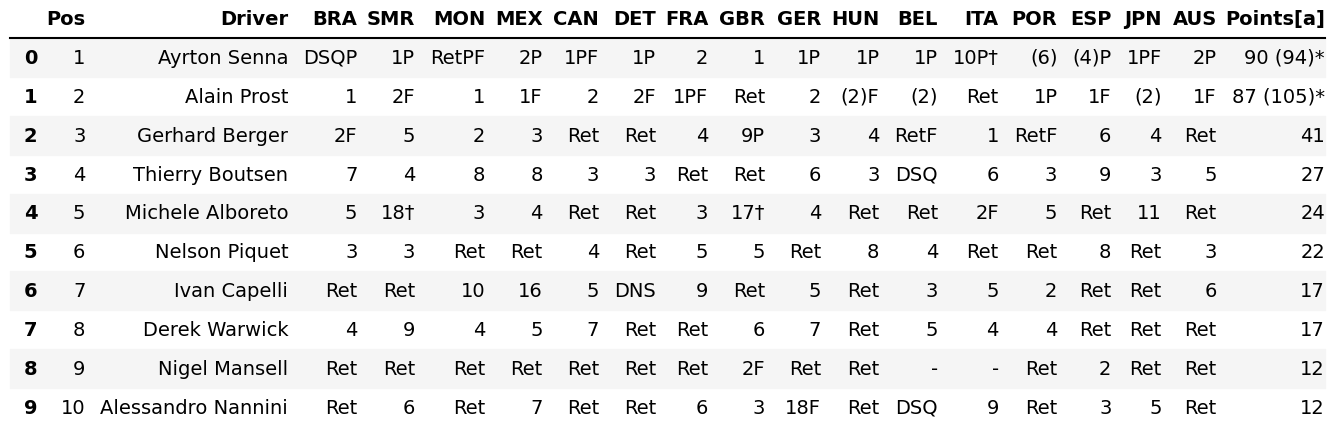 Pos Driver BRA SMR MON MEX CAN DET FRA GBR GER HUN BEL ITA POR ESP JPN AUS Points[a]
0 1 Ayrton Senna DSQP 1P RetPF 2P 1PF 1P 2 1 1P 1P 1P 10P† (6) (4)P 1PF 2P 90 (94)*
1 2 Alain Prost 1 2F 1 1F 2 2F 1PF Ret 2 (2)F (2) Ret 1P 1F (2) 1F 87 (105)*
2 3 Gerhard Berger 2F 5 2 3 Ret Ret 4 9P 3 4 RetF 1 RetF 6 4 Ret 41
3 4 Thierry Boutsen 7 4 8 8 3 3 Ret Ret 6 3 DSQ 6 3 9 3 5 27
4 5 Michele Alboreto 5 18† 3 4 Ret Ret 3 17† 4 Ret Ret 2F 5 Ret 11 Ret 24
5 6 Nelson Piquet 3 3 Ret Ret 4 Ret 5 5 Ret 8 4 Ret Ret 8 Ret 3 22
6 7 Ivan Capelli Ret Ret 10 16 5 DNS 9 Ret 5 Ret 3 5 2 Ret Ret 6 17
7 8 Derek Warwick 4 9 4 5 7 Ret Ret 6 7 Ret 5 4 4 Ret Ret Ret 17
8 9 Nigel Mansell Ret Ret Ret Ret Ret Ret Ret 2F Ret Ret - - Ret 2 Ret Ret 12
9 10 Alessandro Nannini Ret 6 Ret 7 Ret Ret 6 3 18F Ret DSQ 9 Ret 3 5 Ret 12